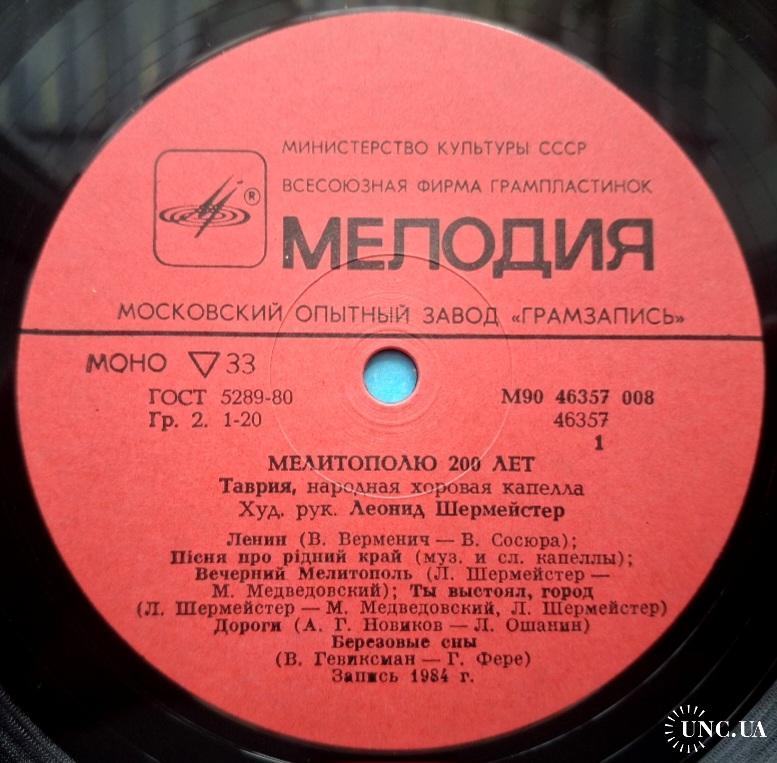 МИНИСТЕРСТВО КУЛЬТУРЫ СССР
ВСЕСОЮЗНАЯ ФИРМА ГРАМПЛАСТИНОК
®
МЕЛОДИЯ
МОСКОВСКИЙ ОПЫТНЫЙ ЗАВОД «ГРАМЗАПИСЬ»
МОНО ▽ 33
ГОСТ 5289-80 М90 46357 008
Гр. 2. 1-20 46357
1
МЕЛИТОПОЛЮ 200 ЛЕТ
Таврия, народная хоровая капелла
Худ. рук. Леонид Шермейстер
Ленин (В. Верменич — В. Сосюра);
Пісня про рідний край (муз. и сл. капеллы);
Вечерний Мелитополь (Л. Шермейстер —
М. Медведовский); Ты выстоял, город
(Л. Шермейстер — М. Медведовский, Л. Шермейстер)
Дороги (А. Г. Новиков — Л. Ошанин)
Березовые сны
(В. Гевиксман — Г. Фере)
Запись 1984 г.
UNC.UA